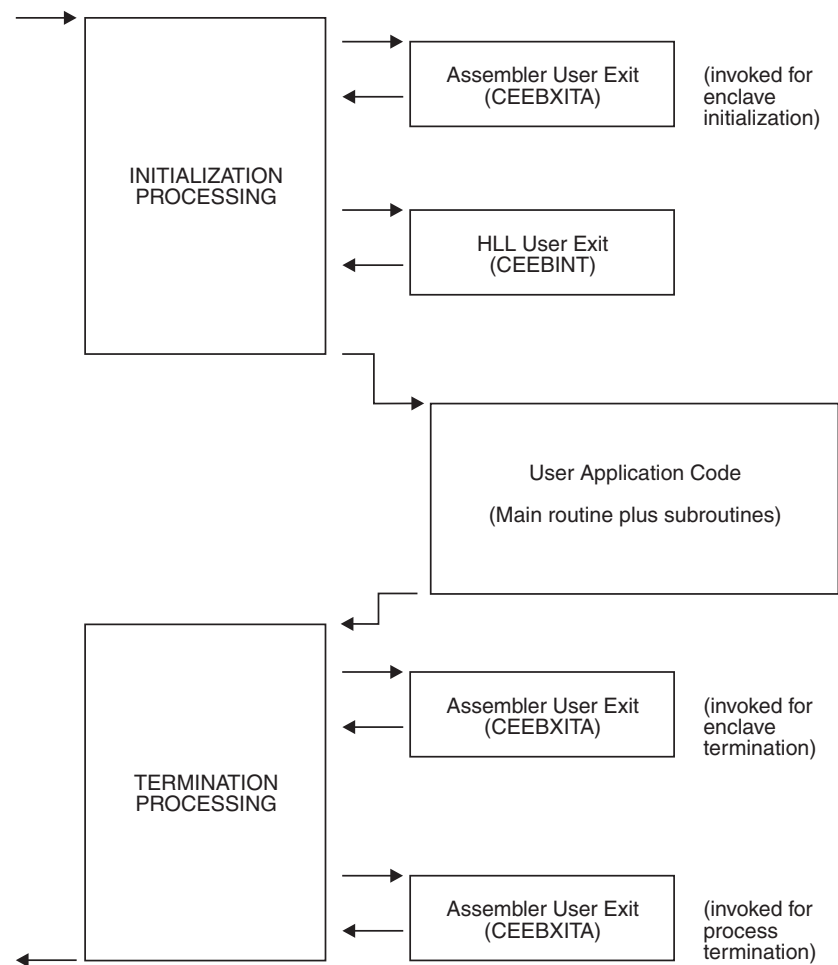 Assembler User Exit
(CEEBXITA)
(invoked for
enclave
initialization)
INITIALIZATION
PROCESSING
HLL User Exit
(CEEBINT)
User Application Code
(Main routine plus subroutines)
Assembler User Exit
(CEEBXITA)
(invoked for
enclave
termination)
TERMINATION
PROCESSING
Assembler User Exit
(CEEBXITA)
(invoked for
process
termination)